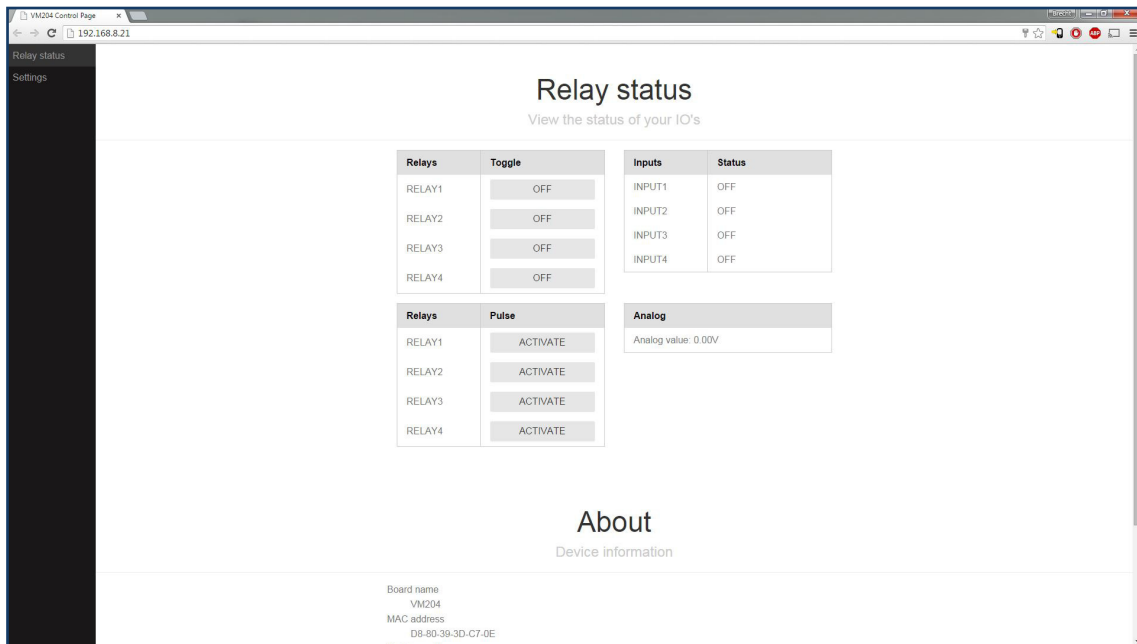 VM204 Control Page
192.168.8.21
Relay status
Settings
Relay status
View the status of your IO's
Relays Toggle
RELAY1 OFF
RELAY2 OFF
RELAY3 OFF
RELAY4 OFF
Inputs Status
INPUT1 OFF
INPUT2 OFF
INPUT3 OFF
INPUT4 OFF
Relays Pulse
RELAY1 ACTIVATE
RELAY2 ACTIVATE
RELAY3 ACTIVATE
RELAY4 ACTIVATE
Analog
Analog value: 0.00V
About
Device information
Board name
VM204
MAC address
D8-80-39-3D-C7-0E